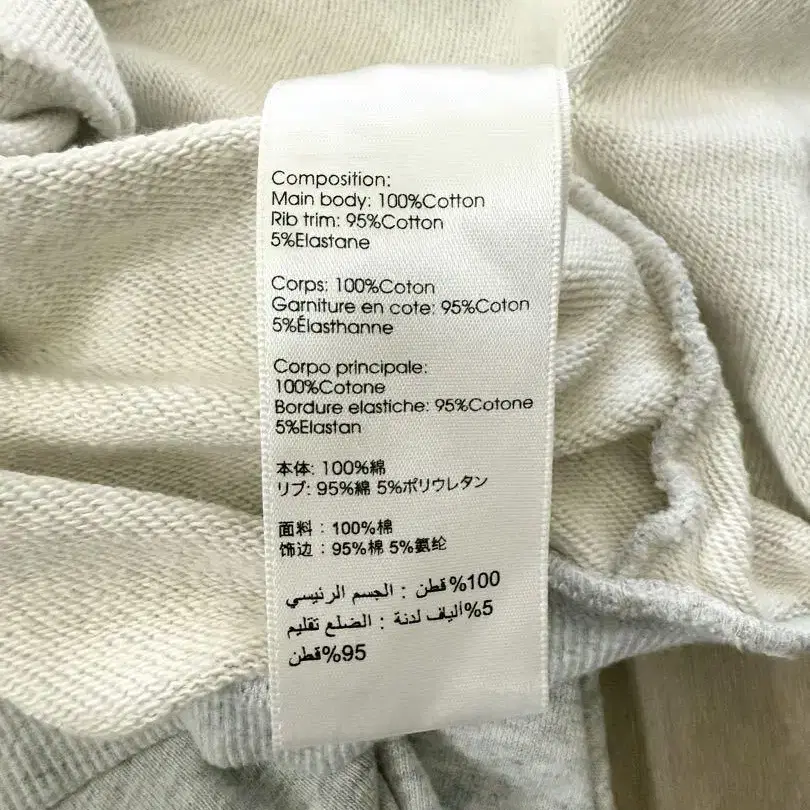 Composition:
Main body: 100%Cotton
Rib trim: 95%Cotton
5%Elastane
Corps: 100%Coton
Garniture en cote: 95%Coton
5%Élasthanne
Corpo principale:
100%Cotone
Bordure elastiche: 95%Cotone
5%Elastan
本体: 100%綿
リブ: 95%綿 5%ポリウレタン
面料：100%棉
饰边：95%棉 5%氨纶
100%قطن : الجسم الرئيسي
5%ألياف لدنة : الضلع تقليم
95%قطن